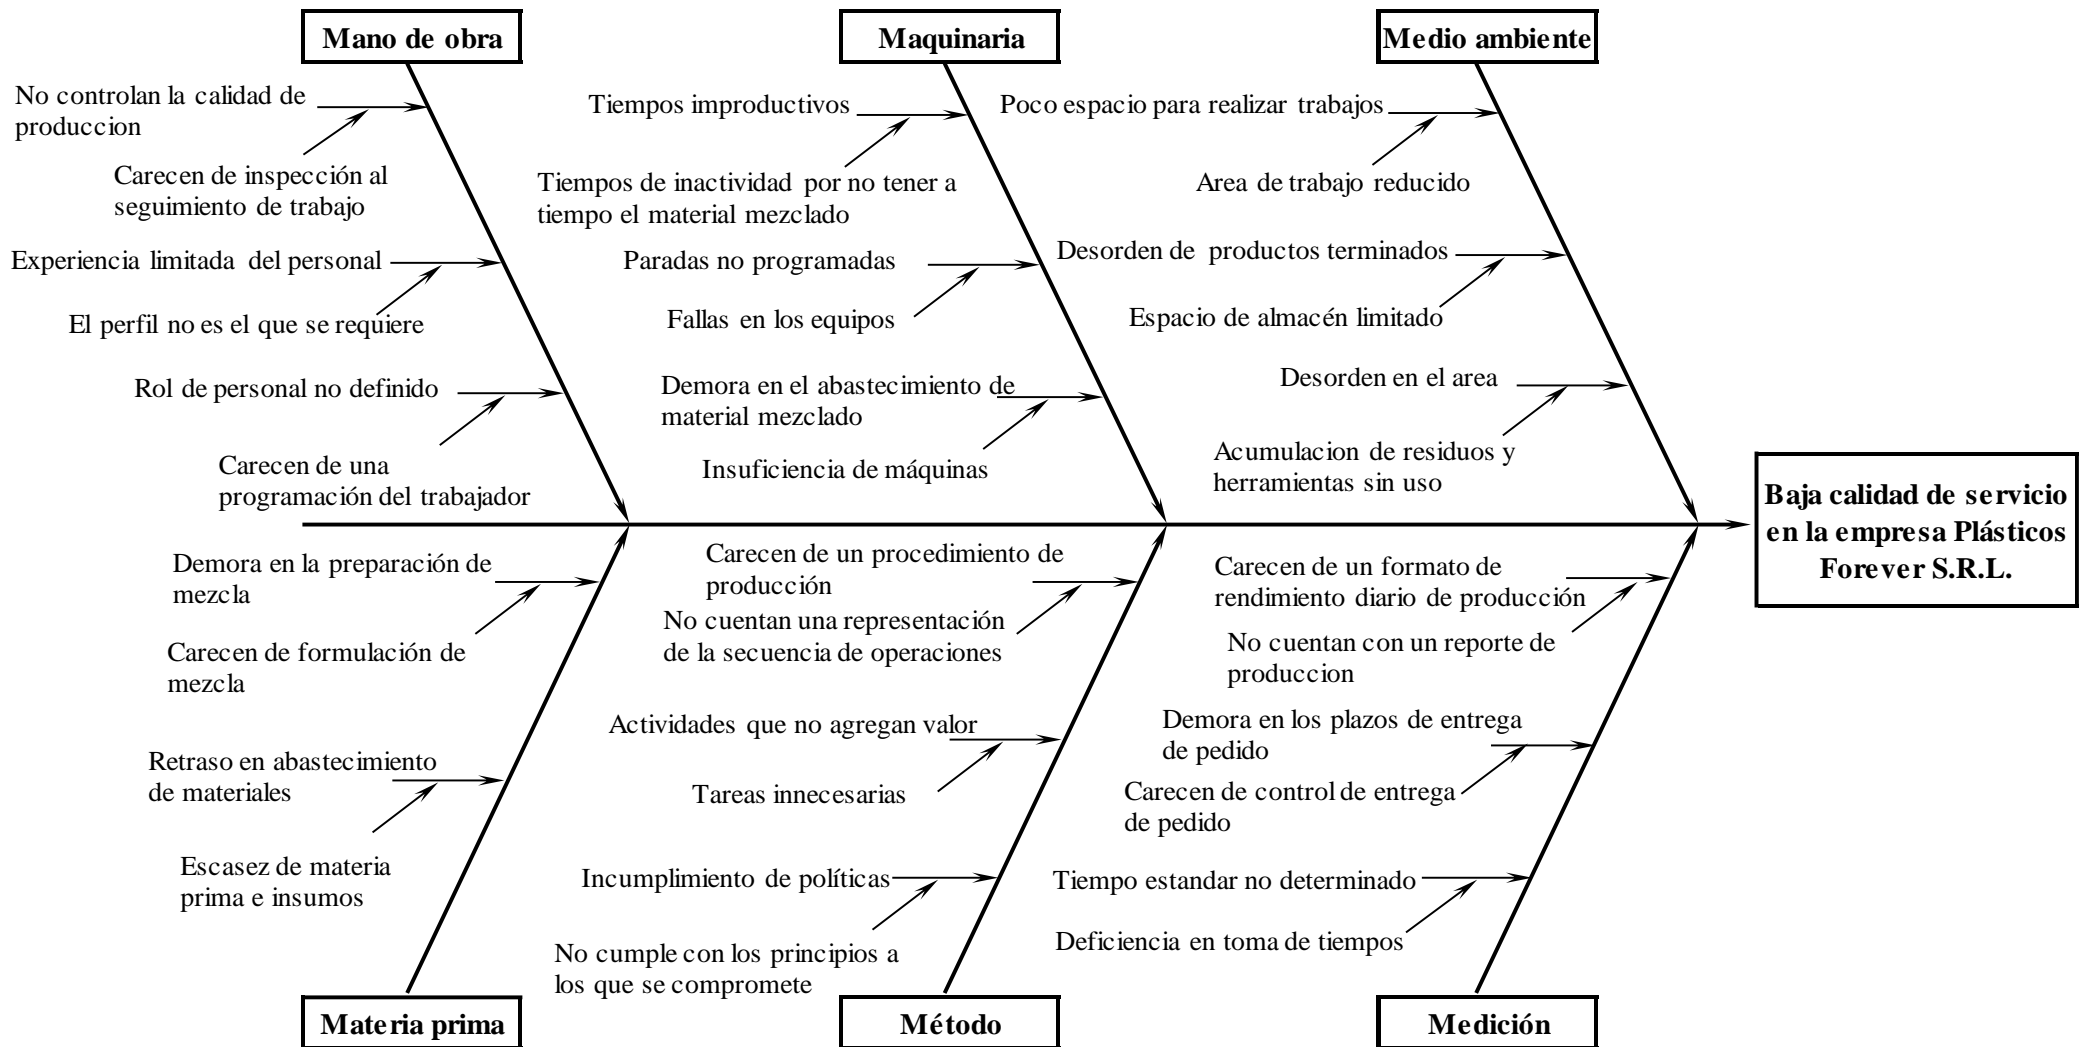 Mano de obra
Maquinaria
Medio ambiente
No controlan la calidad de
produccion
Carecen de inspección al
seguimiento de trabajo
Experiencia limitada del personal
El perfil no es el que se requiere
Rol de personal no definido
Carecen de una
programación del trabajador
Tiempos improductivos
Tiempos de inactividad por no tener a
tiempo el material mezclado
Paradas no programadas
Fallas en los equipos
Demora en el abastecimiento de
material mezclado
Insuficiencia de máquinas
Poco espacio para realizar trabajos
Area de trabajo reducido
Desorden de productos terminados
Espacio de almacén limitado
Desorden en el area
Acumulacion de residuos y
herramientas sin uso
Baja calidad de servicio
en la empresa Plásticos
Forever S.R.L.
Demora en la preparación de
mezcla
Carecen de formulación de
mezcla
Retraso en abastecimiento
de materiales
Escasez de materia
prima e insumos
Carecen de un procedimiento de
producción
No cuentan una representación
de la secuencia de operaciones
Actividades que no agregan valor
Tareas innecesarias
Incumplimiento de políticas
No cumple con los principios a
los que se compromete
Carecen de un formato de
rendimiento diario de producción
No cuentan con un reporte de
produccion
Demora en los plazos de entrega
de pedido
Carecen de control de entrega
de pedido
Tiempo estandar no determinado
Deficiencia en toma de tiempos
Materia prima
Método
Medición